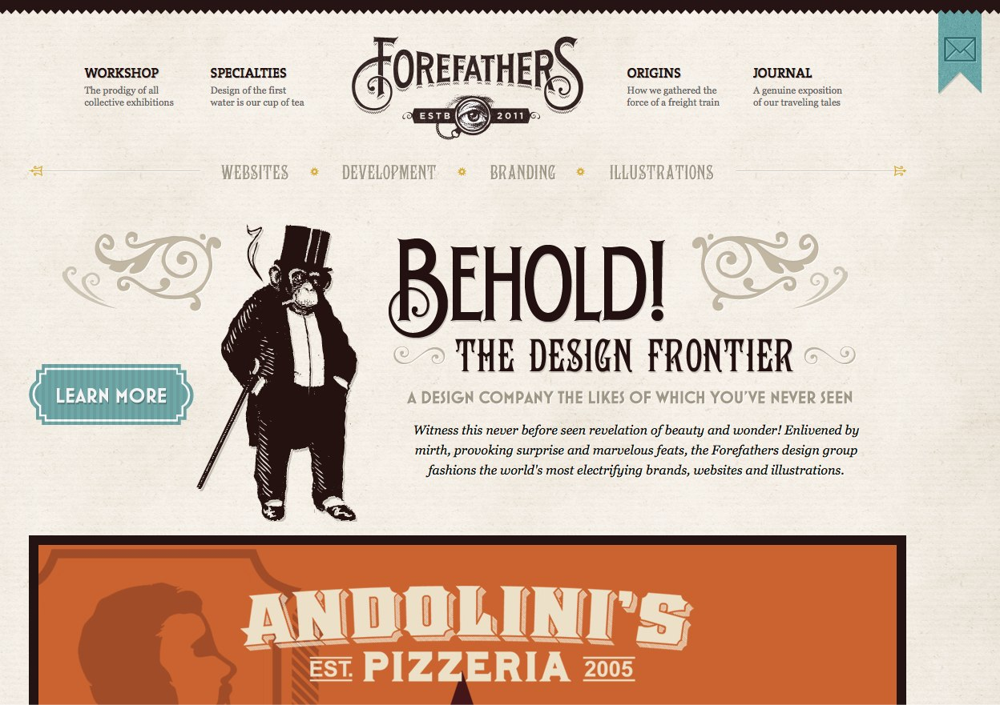 WORKSHOP
The prodigy of all
collective exhibitions
SPECIALTIES
Design of the first
water is our cup of tea
FOREFATHERS
ESTB 2011
ORIGINS
How we gathered the
force of a freight train
JOURNAL
A genuine exposition
of our traveling tales
WEBSITES DEVELOPMENT BRANDING ILLUSTRATIONS
BEHOLD!
THE DESIGN FRONTIER
A DESIGN COMPANY THE LIKES OF WHICH YOU'VE NEVER SEEN
Witness this never before seen revelation of beauty and wonder! Enlivened by
mirth, provoking surprise and marvelous feats, the Forefathers design group
fashions the world's most electrifying brands, websites and illustrations.
LEARN MORE
ANDOLINI'S
EST. PIZZERIA 2005